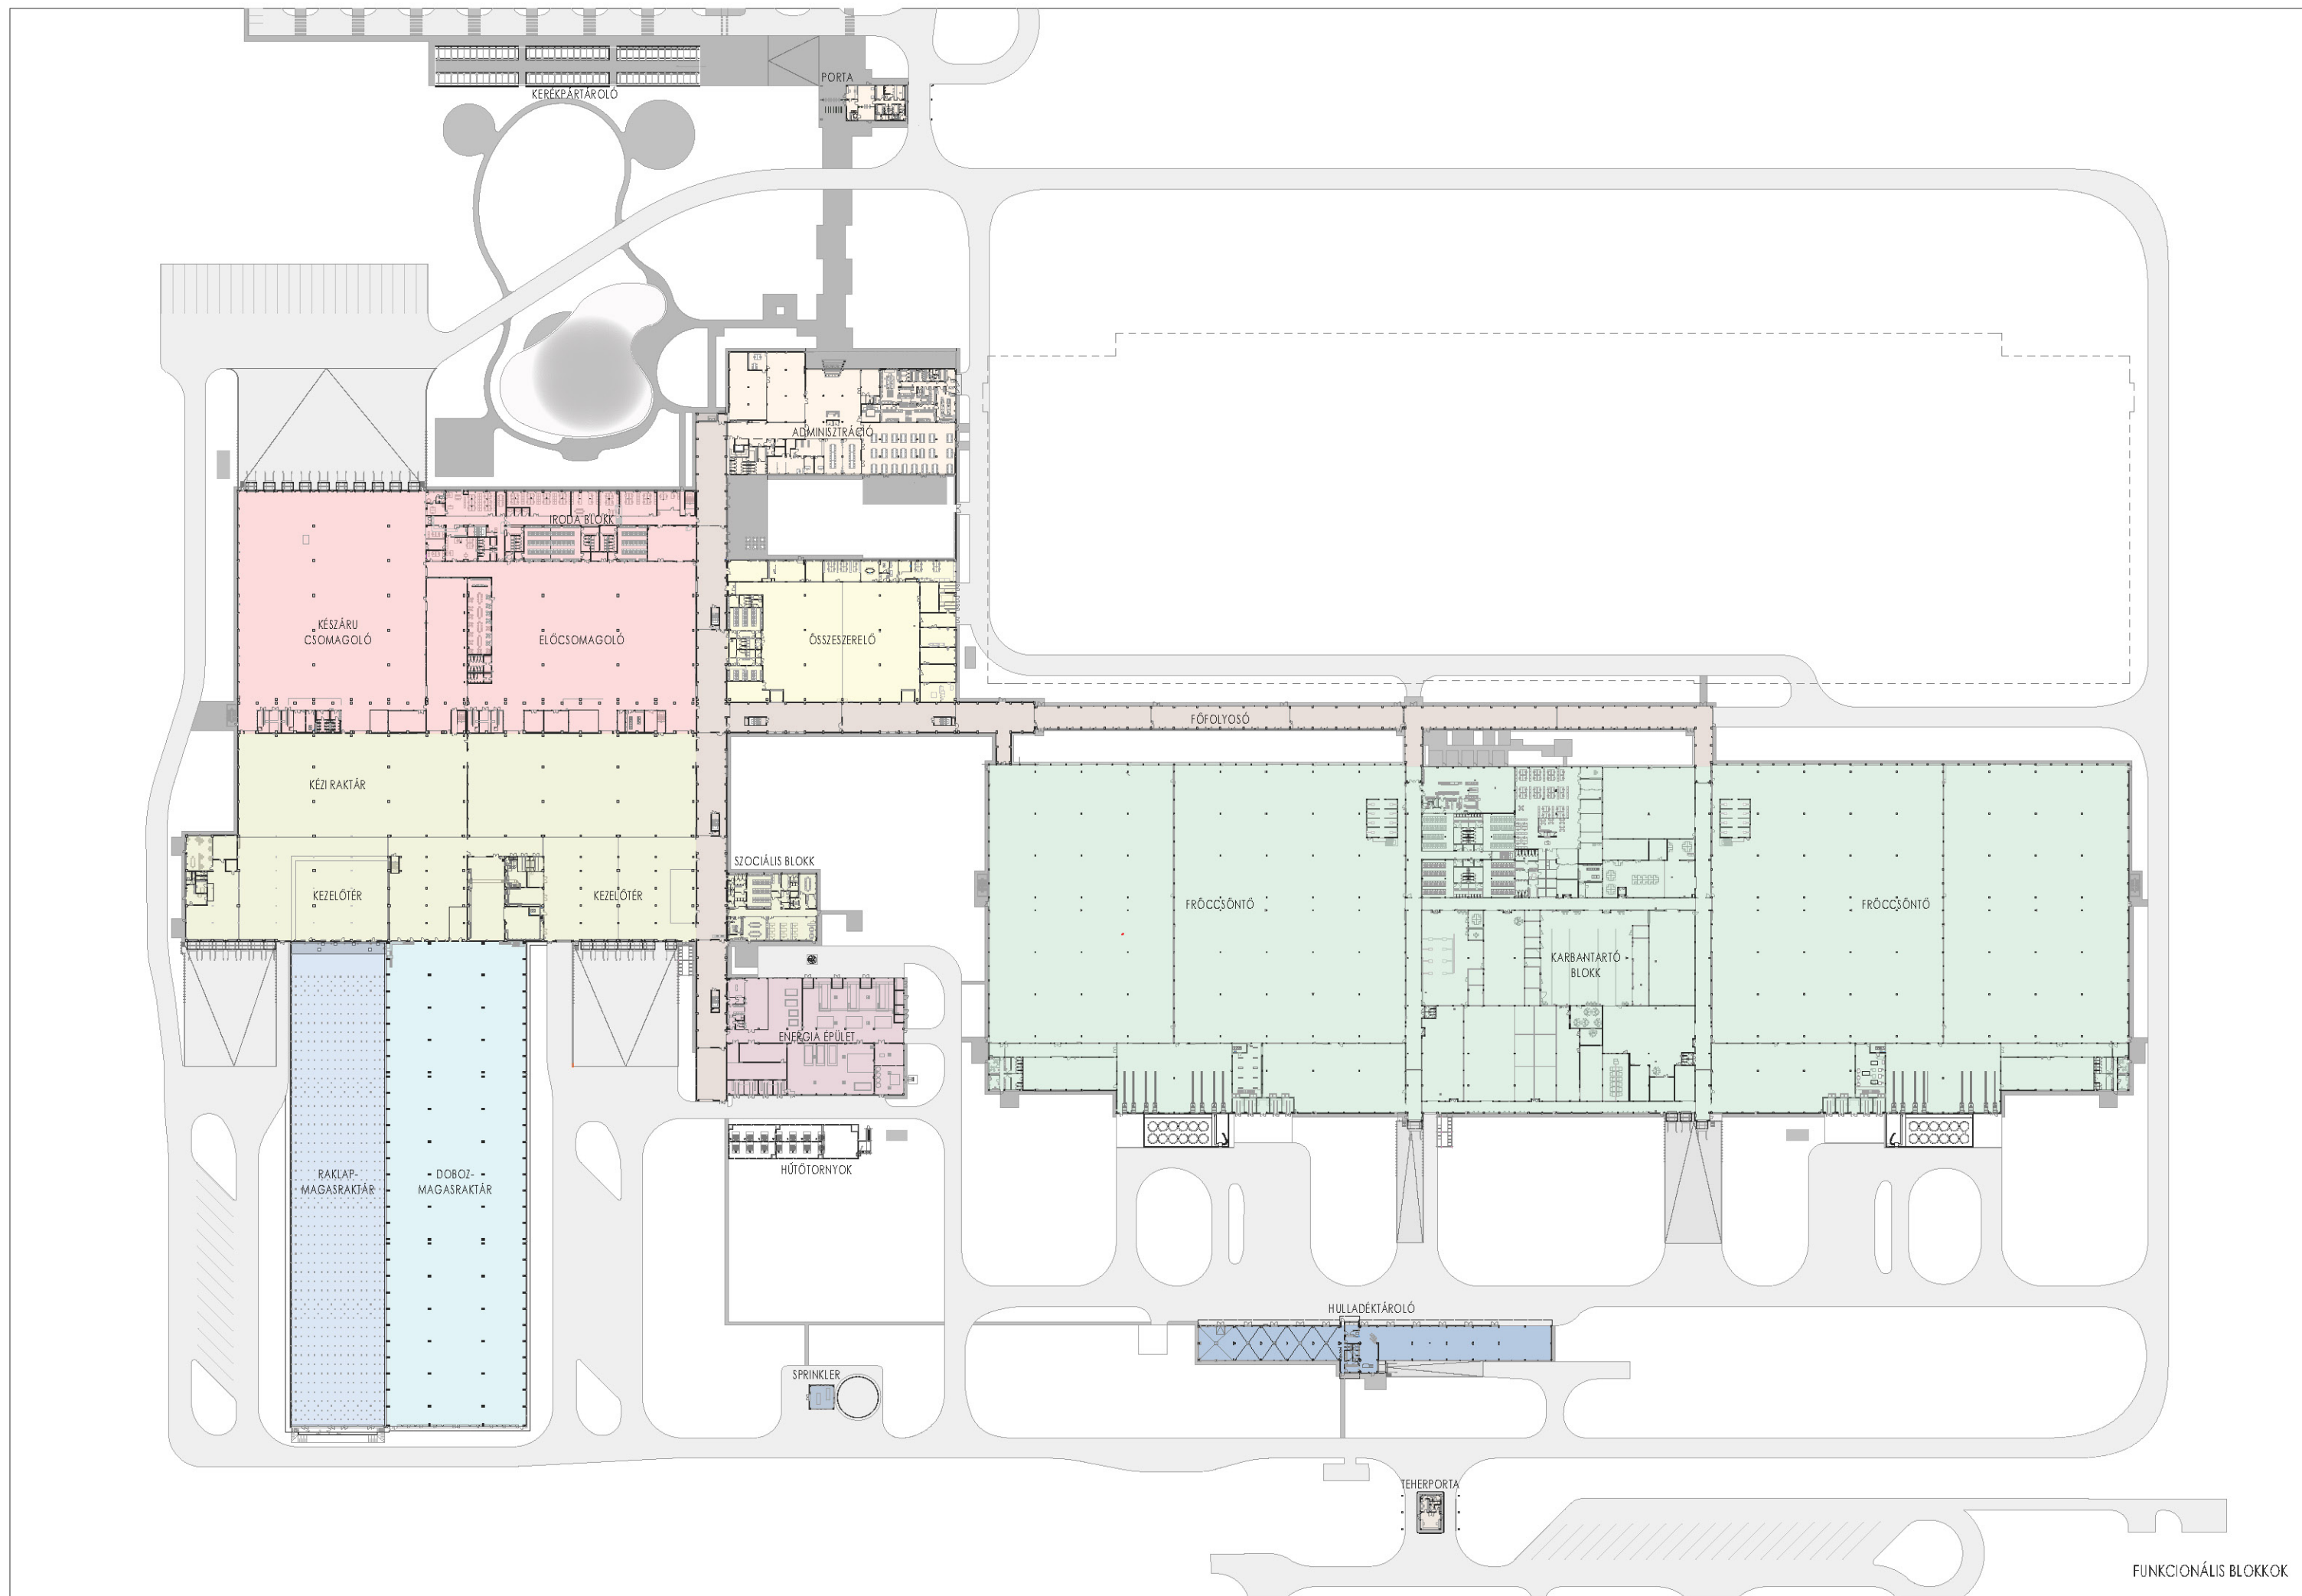 PORTA
KERÉKPÁRTÁROLÓ
ADMINISZTRÁCIÓ
IRODA BLOKK
KÉSZÁRU
CSOMAGOLÓ
ELŐCSOMAGOLÓ
ÖSSZESZERELŐ
FŐFOLYOSÓ
KÉZI RAKTÁR
SZOCIÁLIS BLOKK
KEZELŐTÉR
KEZELŐTÉR
FRÖCCSÖNTŐ
FRÖCCSÖNTŐ
KARBANTARTÓ
BLOKK
ENERGIA ÉPÜLET
HŰTŐTORNYOK
RAKLAP-
MAGASRAKTÁR
DOBOZ-
MAGASRAKTÁR
HULLADÉKTÁROLÓ
SPRINKLER
TEHERPORTA
FUNKCIONÁLIS BLOKKOK